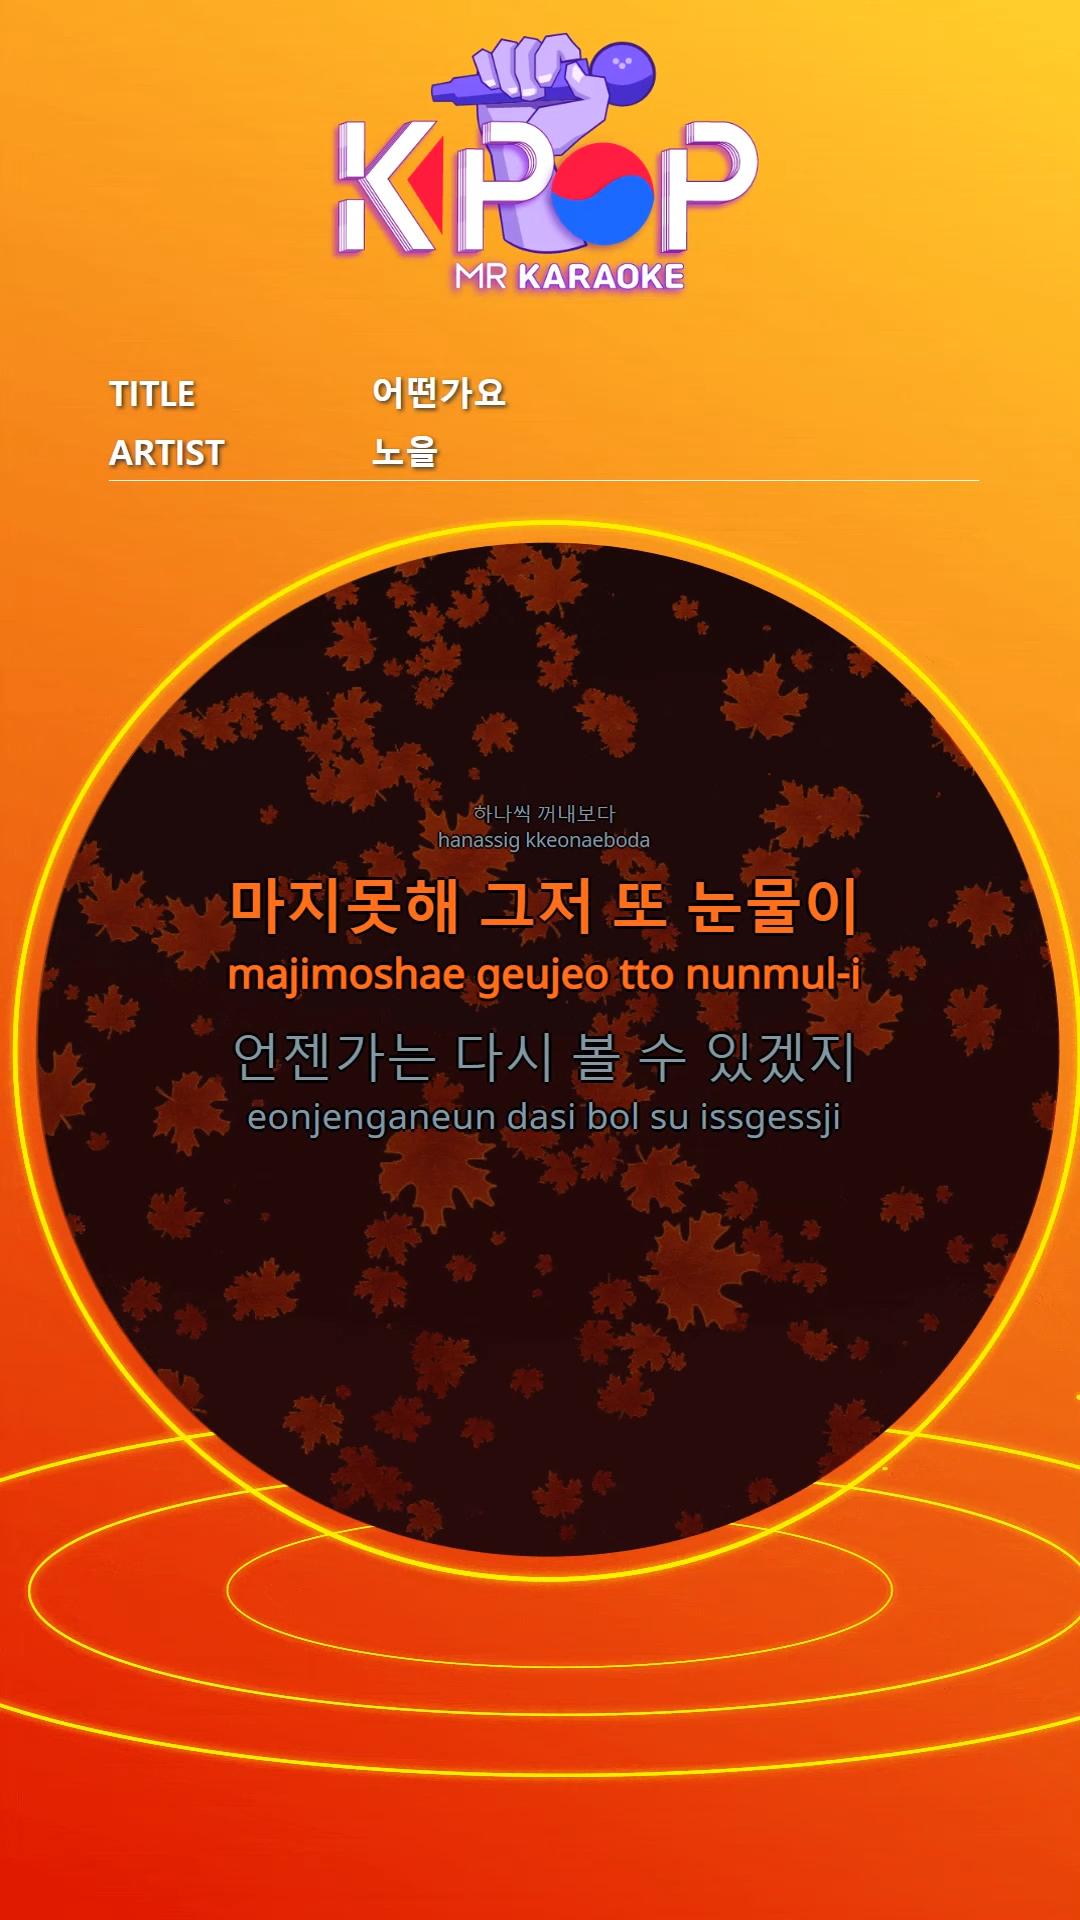 KPOP
MR KARAOKE
TITLE 어떤가요
ARTIST 노을
하나씩 꺼내보다
hanassig kkeonaeboda
마지못해 그저 또 눈물이
majimoshae geujeo tto nunmul-i
언젠가는 다시 볼 수 있겠지
eonjenganeun dasi bol su issgessji